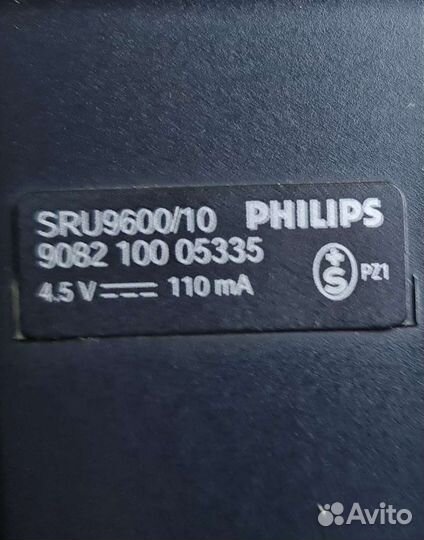 SRU9600/10 PHILIPS
9082 100 05335
4.5 V ⎓ 110 mA
+S PZ1
Avito